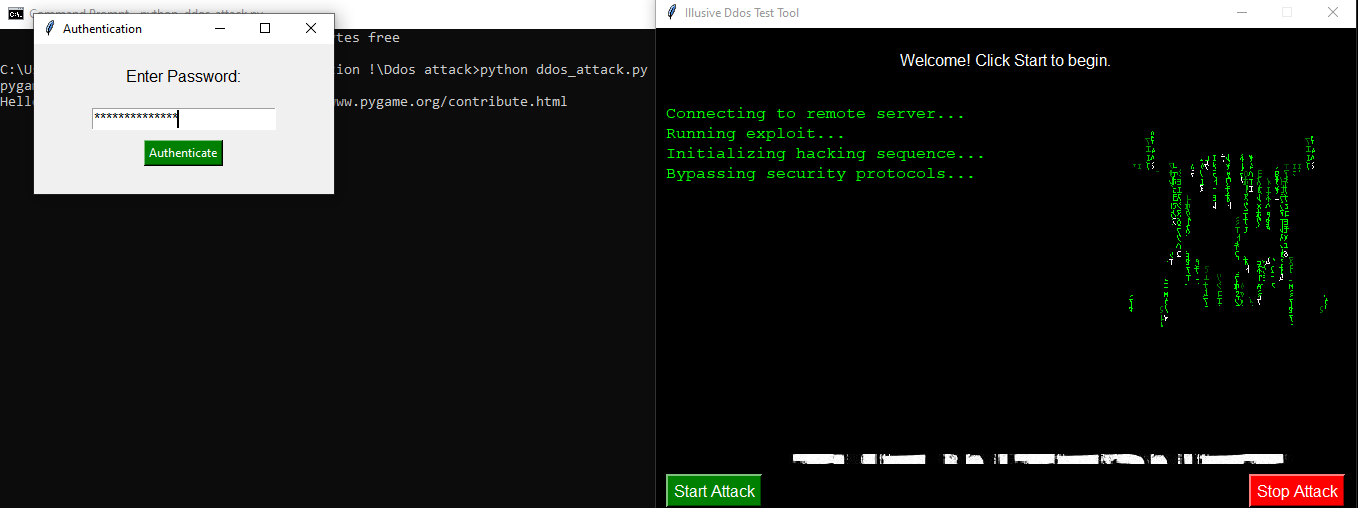 Command Prompt - python ddos_attack.py
Authentication
tes free
Enter Password:
C:\U
ion !\Ddos attack>python ddos_attack.py
pygam
Hello
www.pygame.org/contribute.html
**************
Authenticate
Illusive Ddos Test Tool
Welcome! Click Start to begin.
Connecting to remote server...
Running exploit...
Initializing hacking sequence...
Bypassing security protocols...
Start Attack
Stop Attack